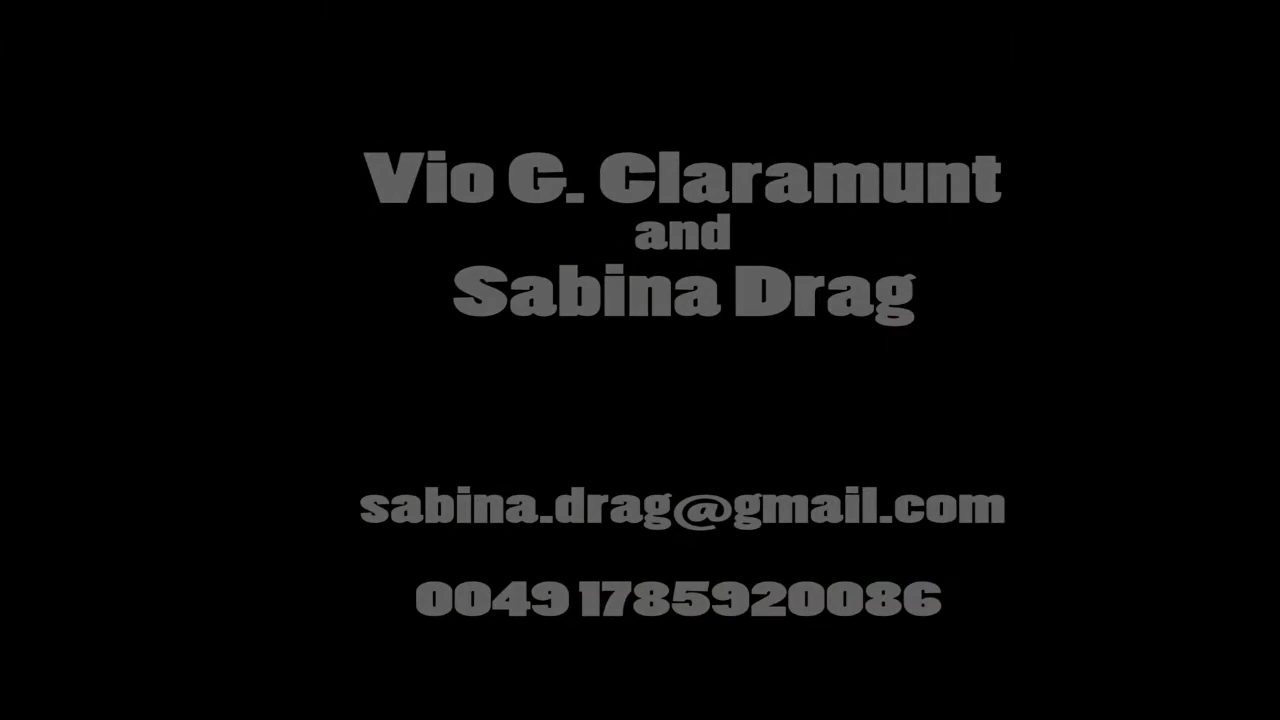 Vio G. Claramunt
and
Sabina Drag
sabina.drag@gmail.com
0049 1785920086